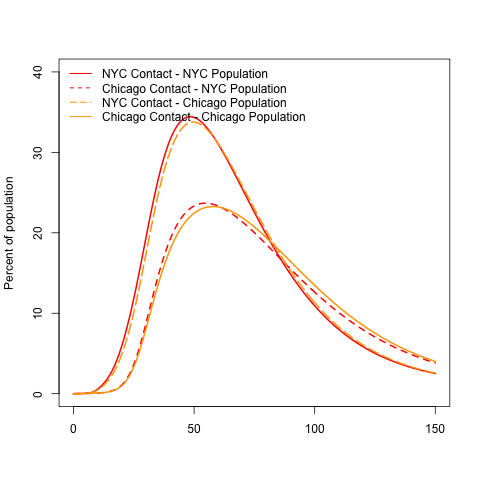 NYC Contact - NYC Population
Chicago Contact - NYC Population
NYC Contact - Chicago Population
Chicago Contact - Chicago Population
Percent of population
40
30
20
10
0
0 50 100 150